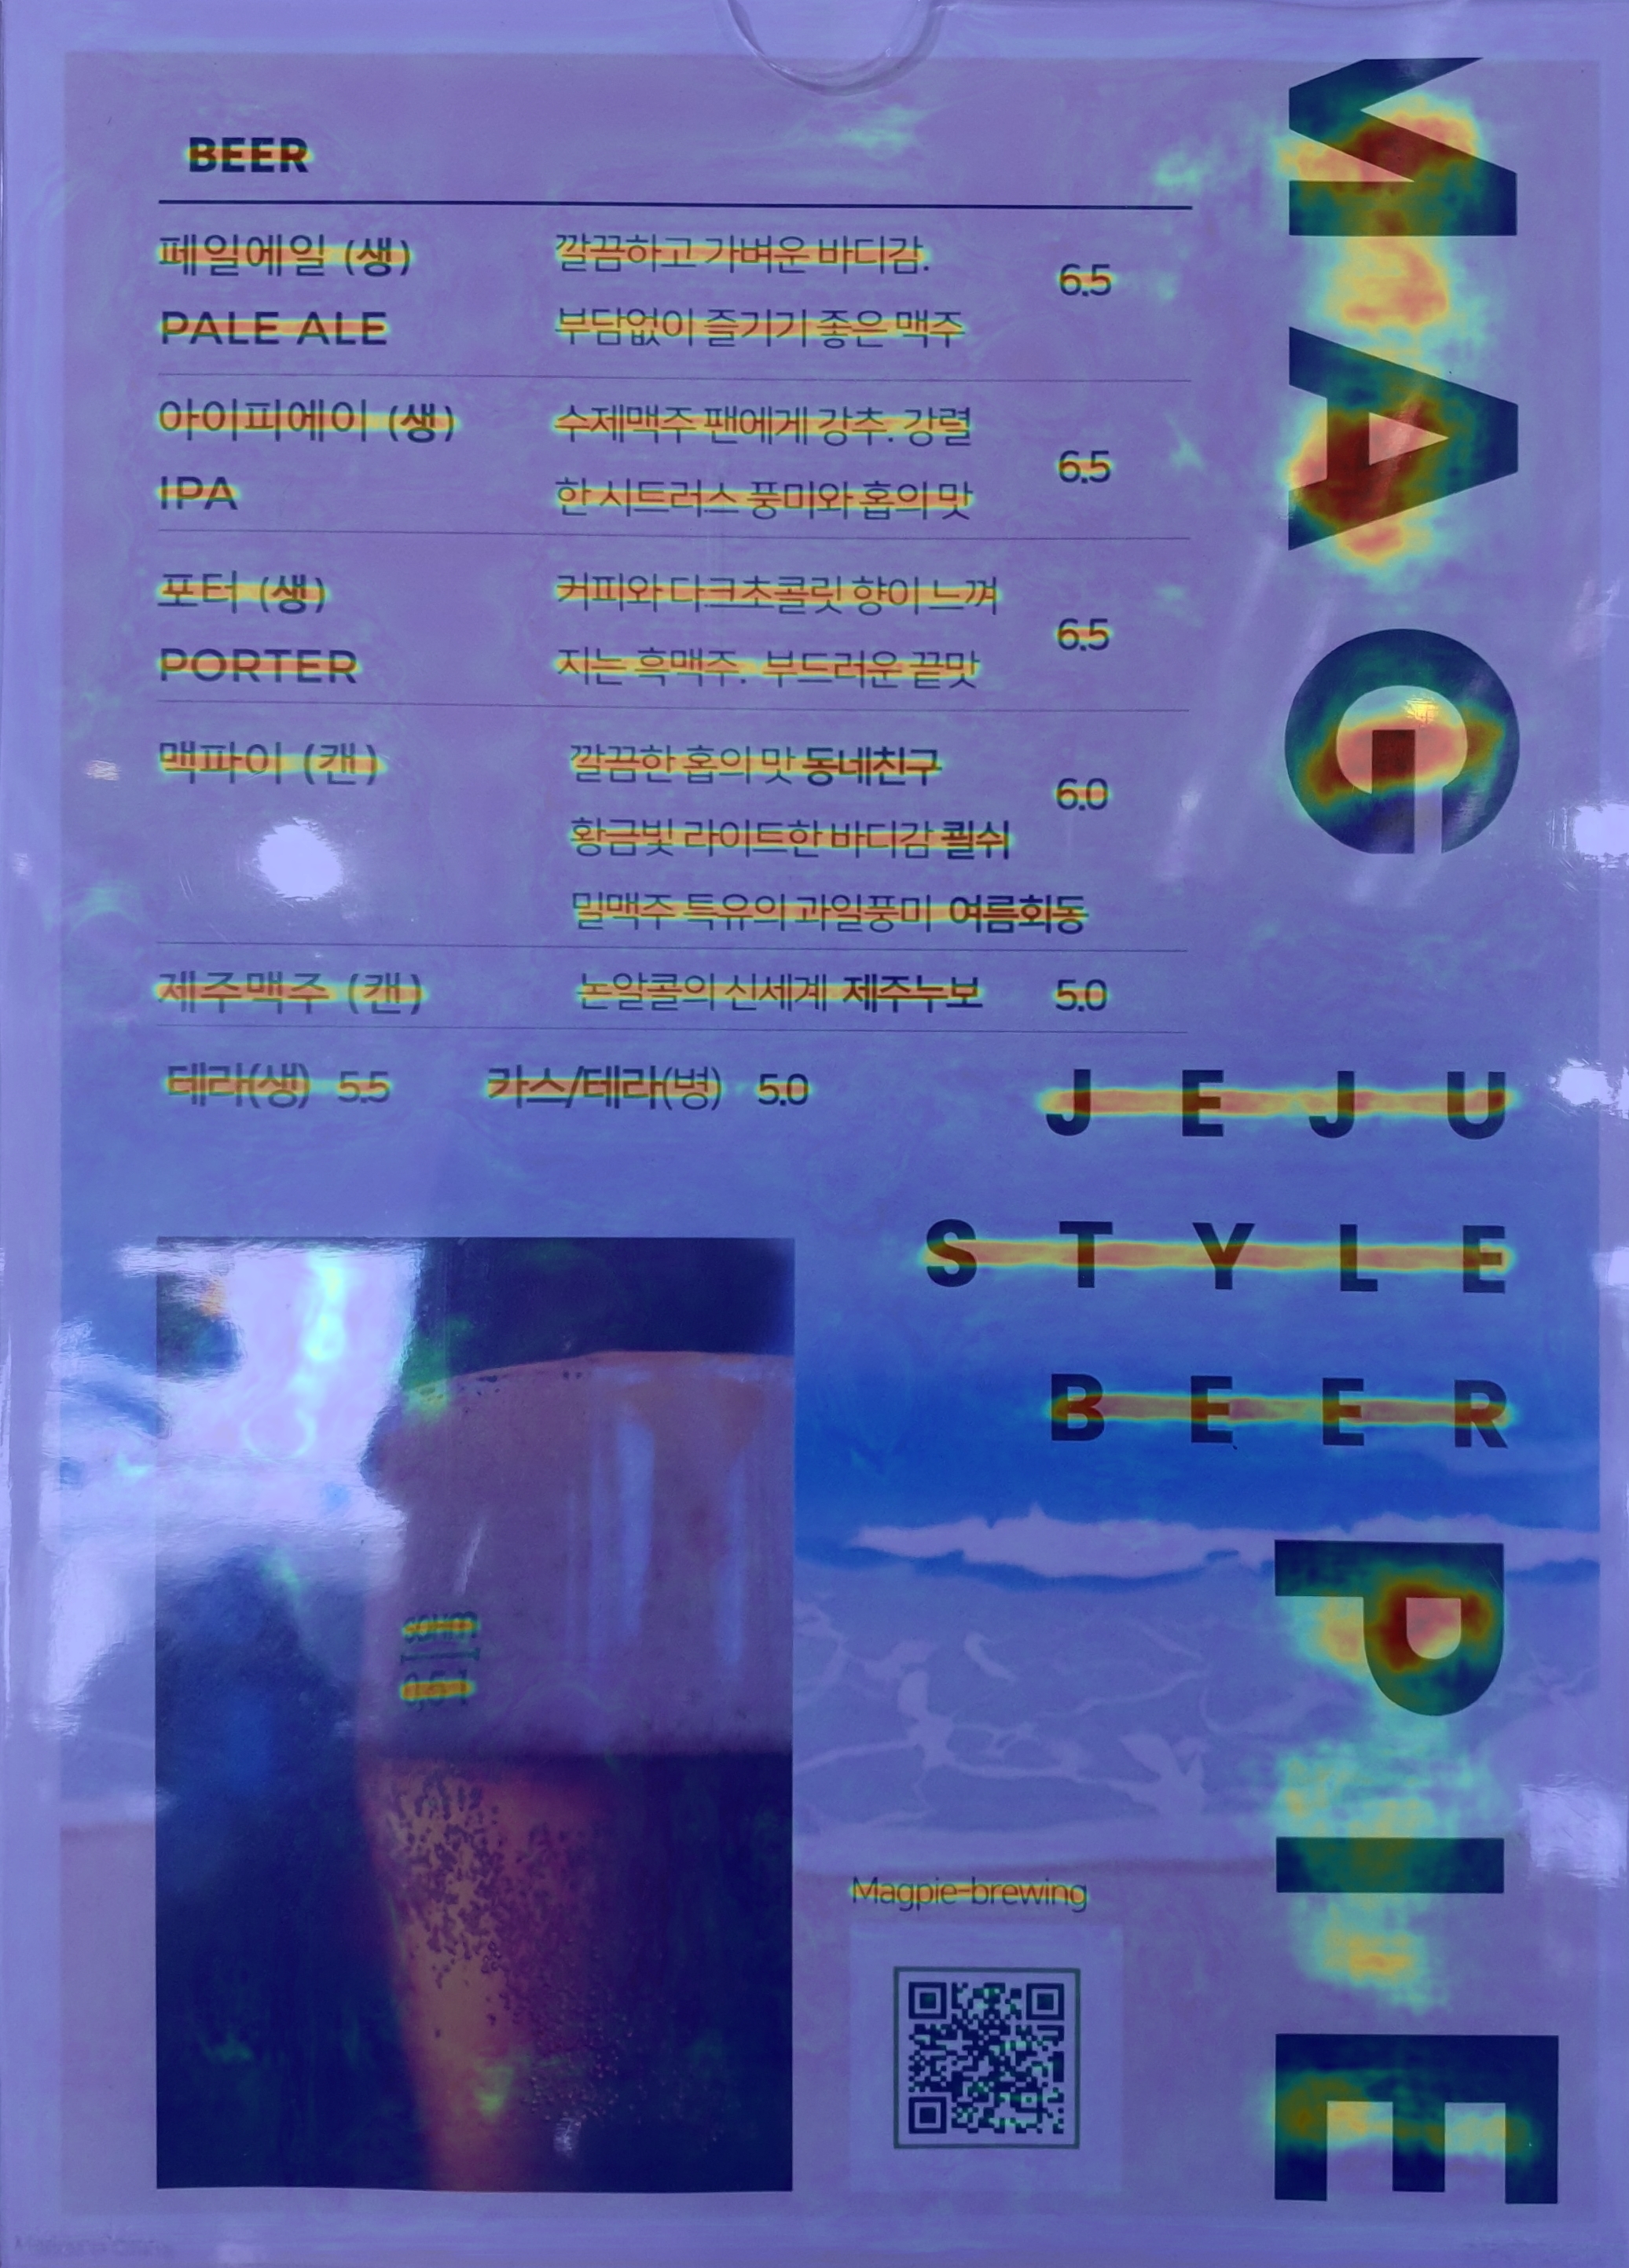 BEER
페일에일 (생)
PALE ALE
깔끔하고 가벼운 바디감.
부담없이 즐기기 좋은 맥주
6.5
아이피에이 (생)
IPA
수제맥주 팬에게 강추. 강렬
한 시트러스 풍미와 홉의 맛
6.5
포터 (생)
PORTER
커피와 다크초콜릿 향이 느껴
지는 흑맥주. 부드러운 끝맛
6.5
맥파이 (캔)
깔끔한 홉의 맛 동네친구
황금빛 라이트한 바디감 쾰쉬
밀맥주 특유의 과일풍미 여름회동
6.0
제주맥주 (캔)
논알콜의 신세계 제주누보
5.0
테라(생) 5.5
카스/테라(병) 5.0
MAGPIE
JEJU
STYLE
BEER
Magpie-brewing